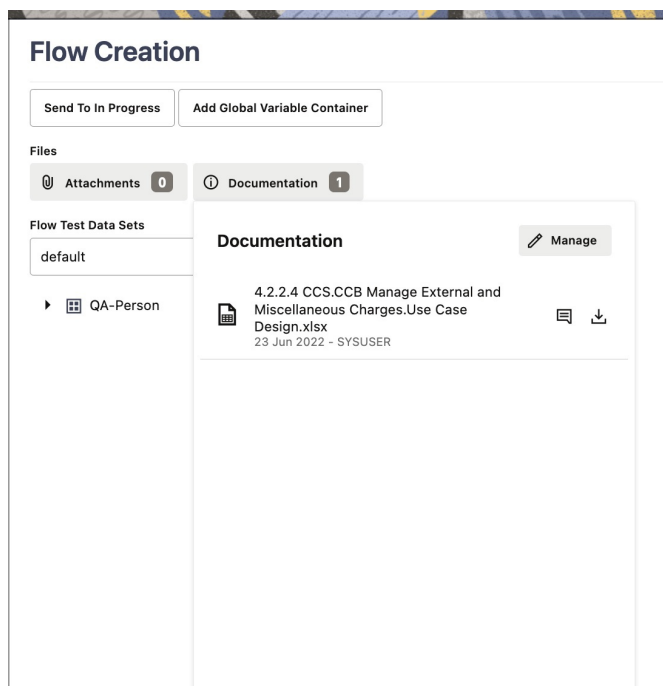 Flow Creation
Send To In Progress
Add Global Variable Container
Files
Attachments 0
Documentation 1
Flow Test Data Sets
default
QA-Person
Documentation
Manage
4.2.2.4 CCS.CCB Manage External and
Miscellaneous Charges.Use Case
Design.xlsx
23 Jun 2022 - SYSUSER